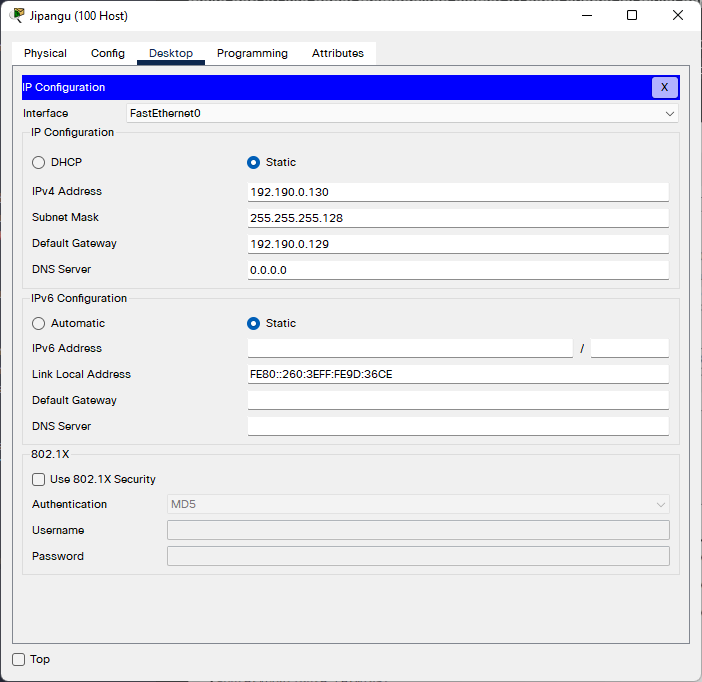 Jipangu (100 Host)
Physical Config Desktop Programming Attributes
IP Configuration X
Interface FastEthernet0
IP Configuration
DHCP Static
IPv4 Address 192.190.0.130
Subnet Mask 255.255.255.128
Default Gateway 192.190.0.129
DNS Server 0.0.0.0
IPv6 Configuration
Automatic Static
IPv6 Address /
Link Local Address FE80::260:3EFF:FE9D:36CE
Default Gateway
DNS Server
802.1X
Use 802.1X Security
Authentication MD5
Username
Password
Top